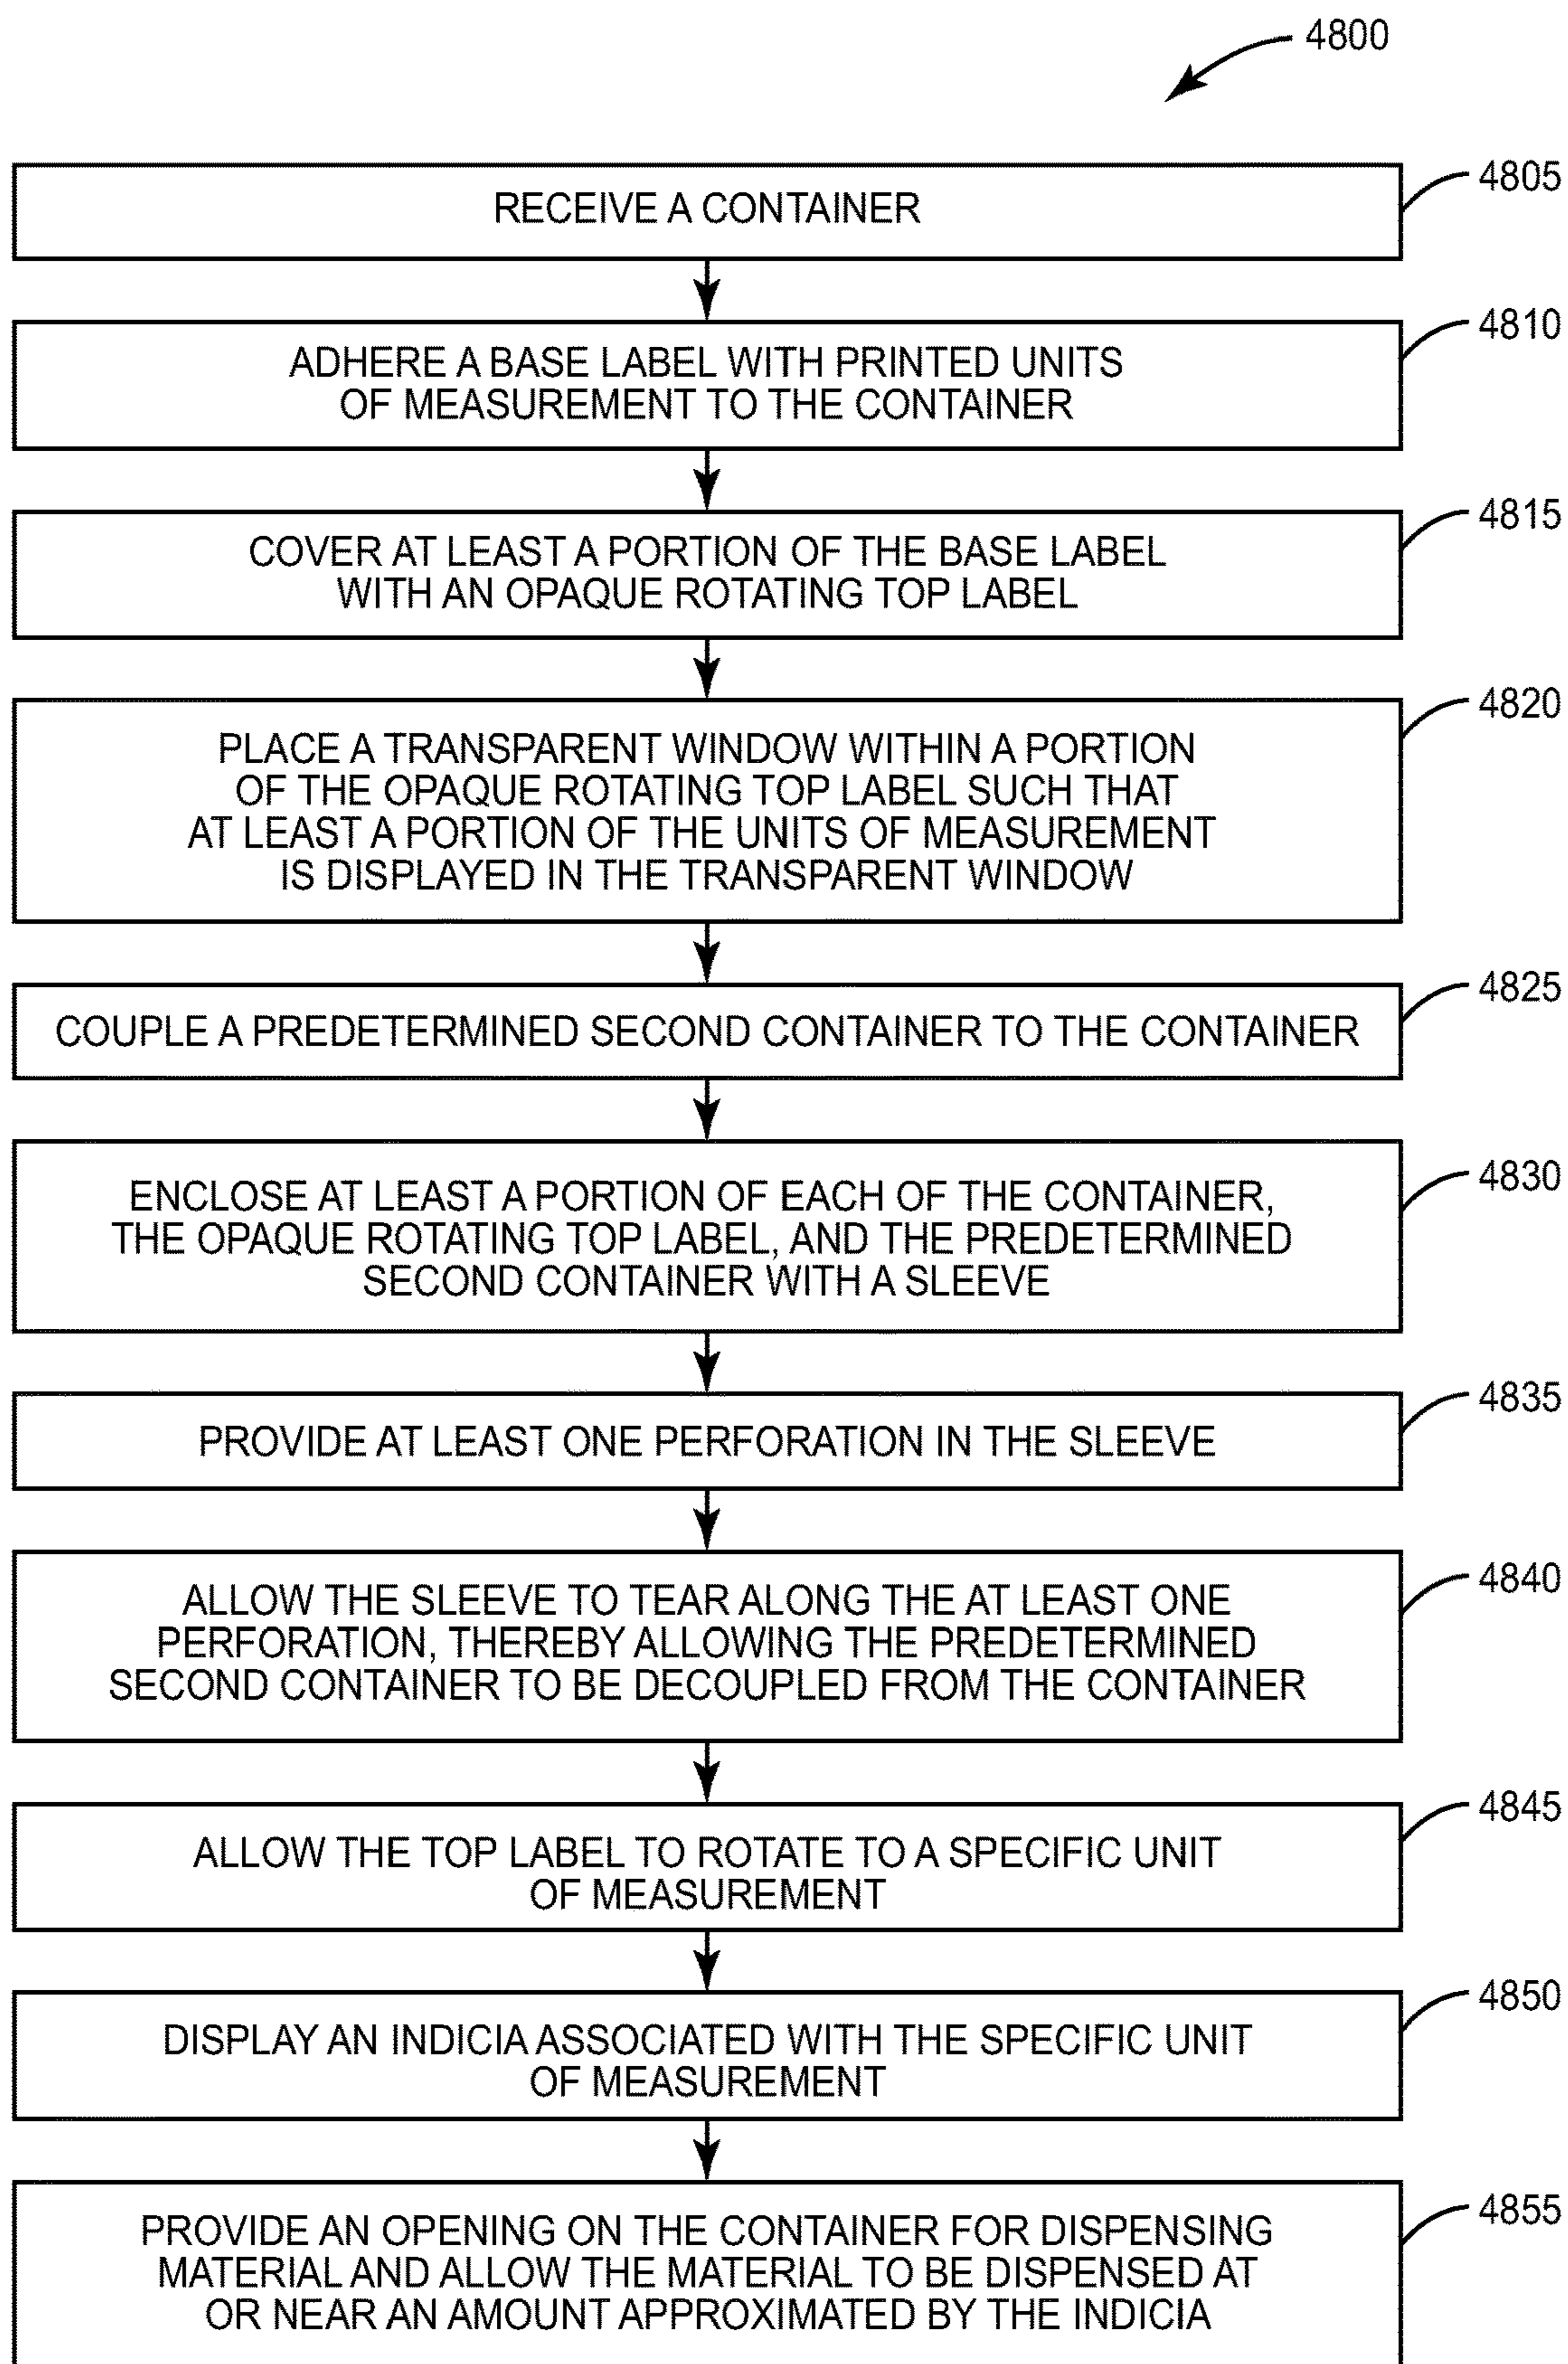 4800
RECEIVE A CONTAINER
4805
ADHERE A BASE LABEL WITH PRINTED UNITS
OF MEASUREMENT TO THE CONTAINER
4810
COVER AT LEAST A PORTION OF THE BASE LABEL
WITH AN OPAQUE ROTATING TOP LABEL
4815
PLACE A TRANSPARENT WINDOW WITHIN A PORTION
OF THE OPAQUE ROTATING TOP LABEL SUCH THAT
AT LEAST A PORTION OF THE UNITS OF MEASUREMENT
IS DISPLAYED IN THE TRANSPARENT WINDOW
4820
COUPLE A PREDETERMINED SECOND CONTAINER TO THE CONTAINER
4825
ENCLOSE AT LEAST A PORTION OF EACH OF THE CONTAINER,
THE OPAQUE ROTATING TOP LABEL, AND THE PREDETERMINED
SECOND CONTAINER WITH A SLEEVE
4830
PROVIDE AT LEAST ONE PERFORATION IN THE SLEEVE
4835
ALLOW THE SLEEVE TO TEAR ALONG THE AT LEAST ONE
PERFORATION, THEREBY ALLOWING THE PREDETERMINED
SECOND CONTAINER TO BE DECOUPLED FROM THE CONTAINER
4840
ALLOW THE TOP LABEL TO ROTATE TO A SPECIFIC UNIT
OF MEASUREMENT
4845
DISPLAY AN INDICIA ASSOCIATED WITH THE SPECIFIC UNIT
OF MEASUREMENT
4850
PROVIDE AN OPENING ON THE CONTAINER FOR DISPENSING
MATERIAL AND ALLOW THE MATERIAL TO BE DISPENSED AT
OR NEAR AN AMOUNT APPROXIMATED BY THE INDICIA
4855